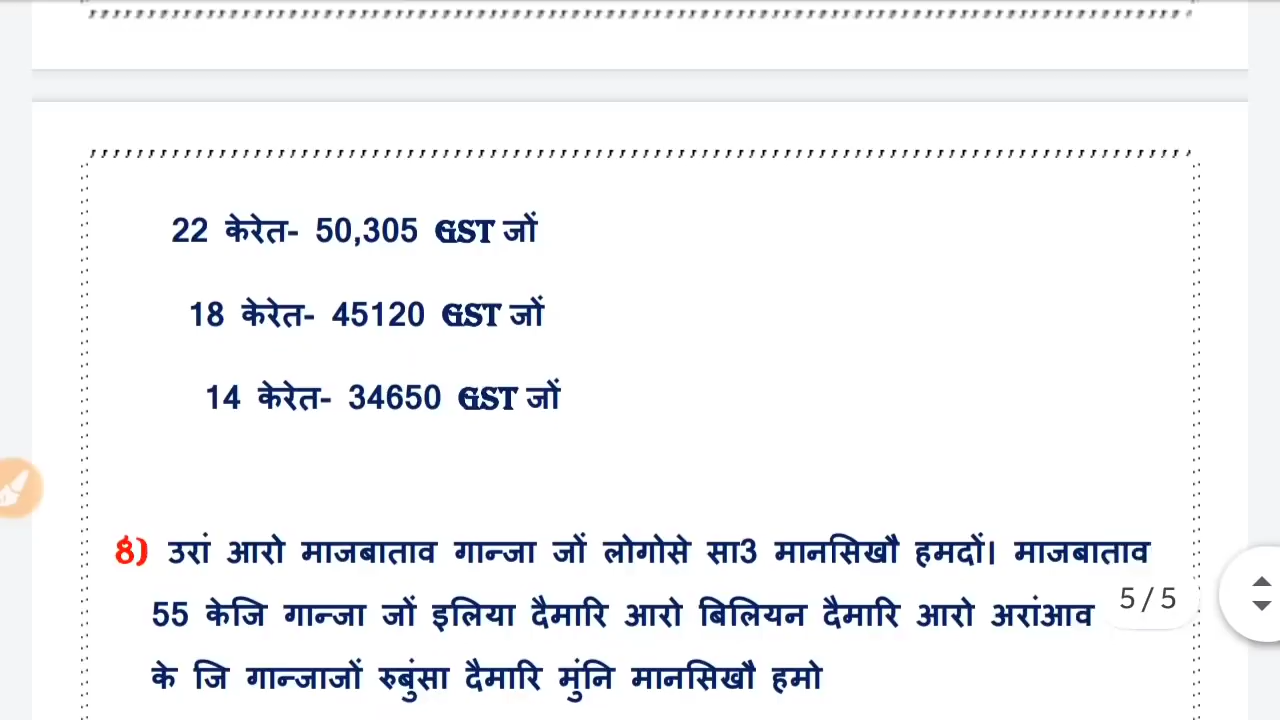 22 केरेत- 50,305 GST जों
18 केरेत- 45120 GST जों
14 केरेत- 34650 GST जों
8) उरां आरो माजबाताव गान्जा जों लोगोसे सा3 मानसिखौ हमदों। माजबाताव
55 केजि गान्जा जों इलिया दैमारि आरो बिलियन दैमारि आरो अरांआव
5/5
के जि गान्जाजों रुबुंसा दैमारि मुंनि मानसिखौ हमो